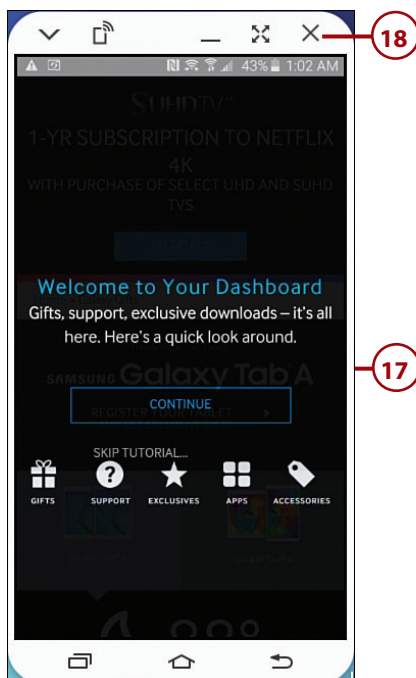 18
43% 1:02 AM
SUHDTV™
1-YR SUBSCRIPTION TO NETFLIX
4K
WITH PURCHASE OF SELECT UHD AND SUHD
TVS
Welcome to Your Dashboard
Gifts, support, exclusive downloads – it's all
here. Here's a quick look around.
SAMSUNG Galaxy Tab A
17
CONTINUE
REGISTER YOUR TABLET
SKIP TUTORIAL...
GIFTS SUPPORT EXCLUSIVES APPS ACCESSORIES